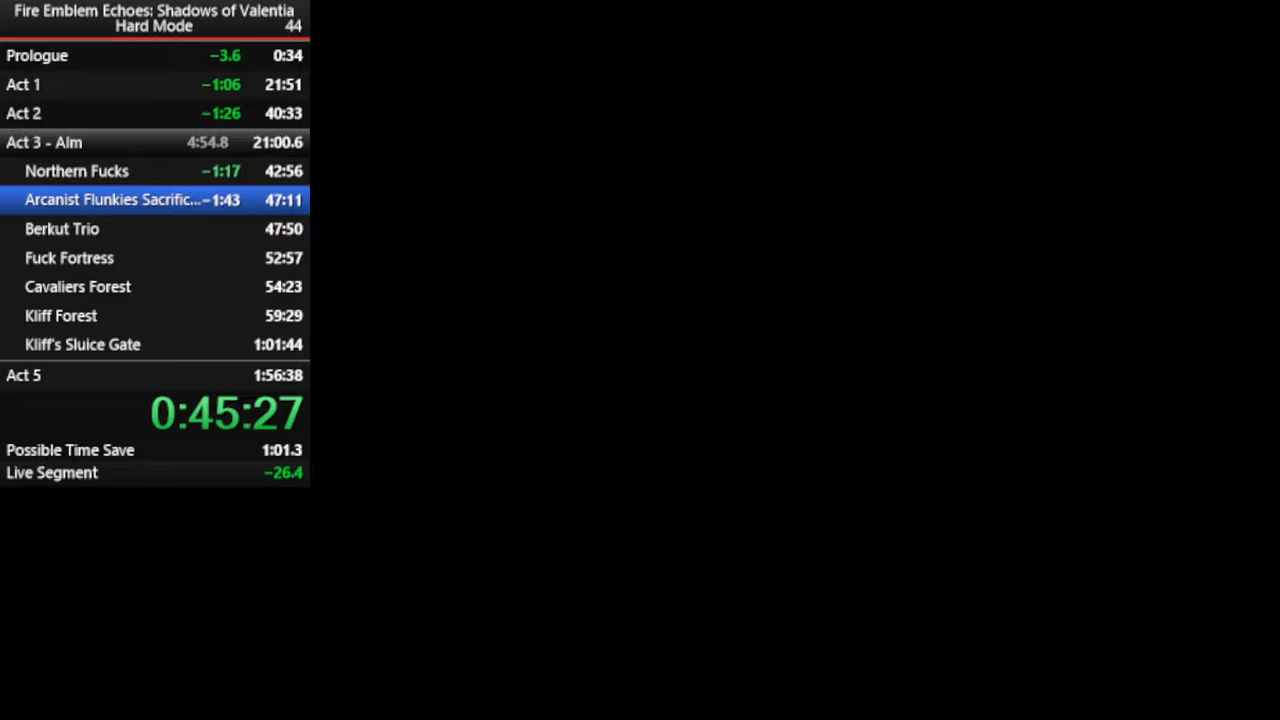 Fire Emblem Echoes: Shadows of Valentia
Hard Mode 44
Prologue −3.6 0:34
Act 1 −1:06 21:51
Act 2 −1:26 40:33
Act 3 - Alm 4:54.8 21:00.6
Northern Fucks −1:17 42:56
Arcanist Flunkies Sacrific... −1:43 47:11
Berkut Trio 47:50
Fuck Fortress 52:57
Cavaliers Forest 54:23
Kliff Forest 59:29
Kliff's Sluice Gate 1:01:44
Act 5 1:56:38
0:45:27
Possible Time Save 1:01.3
Live Segment −26.4